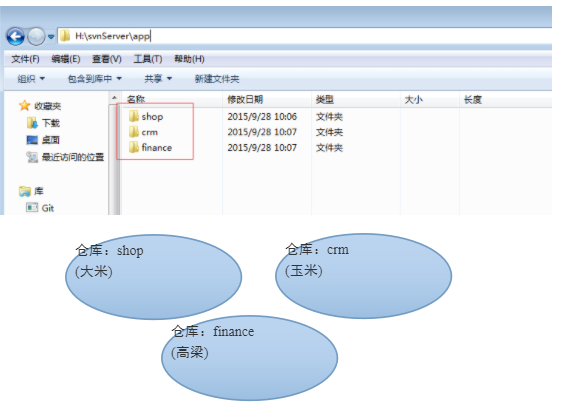 H:\svnServer\app
文件(F) 编辑(E) 查看(V) 工具(T) 帮助(H)
组织 包含到库中 共享 新建文件夹
收藏夹
下载
桌面
最近访问的位置
库
Git
名称 修改日期 类型 大小 长度
shop 2015/9/28 10:06 文件夹
crm 2015/9/28 10:07 文件夹
finance 2015/9/28 10:07 文件夹
仓库：shop
(大米)
仓库：crm
(玉米)
仓库：finance
(高粱)